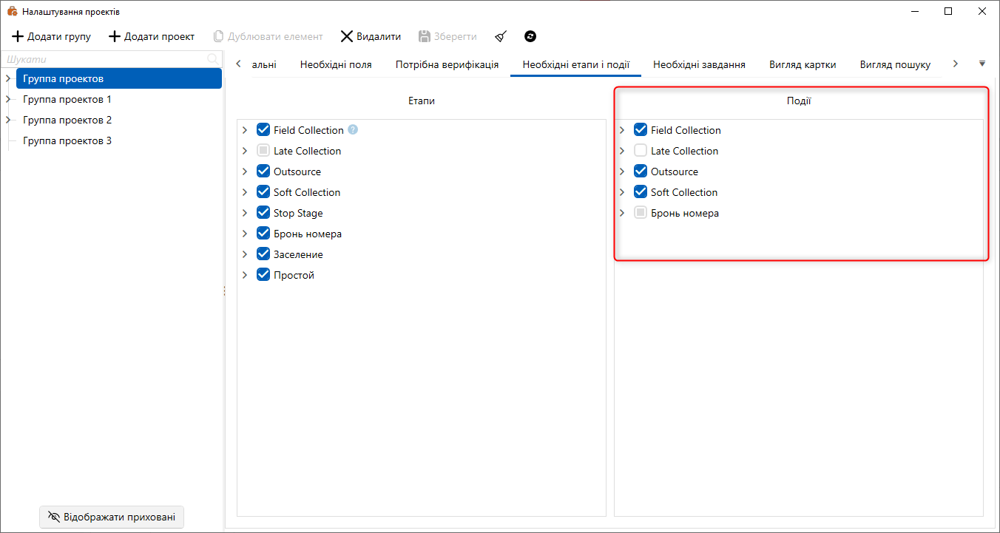 Налаштування проектів
Додати групу Додати проект Дублювати елемент Видалити Зберегти
Шукати
Группа проектов
Группа проектов 1
Группа проектов 2
Группа проектов 3
Відображати приховані
альні Необхідні поля Потрібна верифікація Необхідні етапи і події Необхідні завдання Вигляд картки Вигляд пошуку
Етапи
Field Collection ?
Late Collection
Outsource
Soft Collection
Stop Stage
Бронь номера
Заселение
Простой
Події
Field Collection
Late Collection
Outsource
Soft Collection
Бронь номера